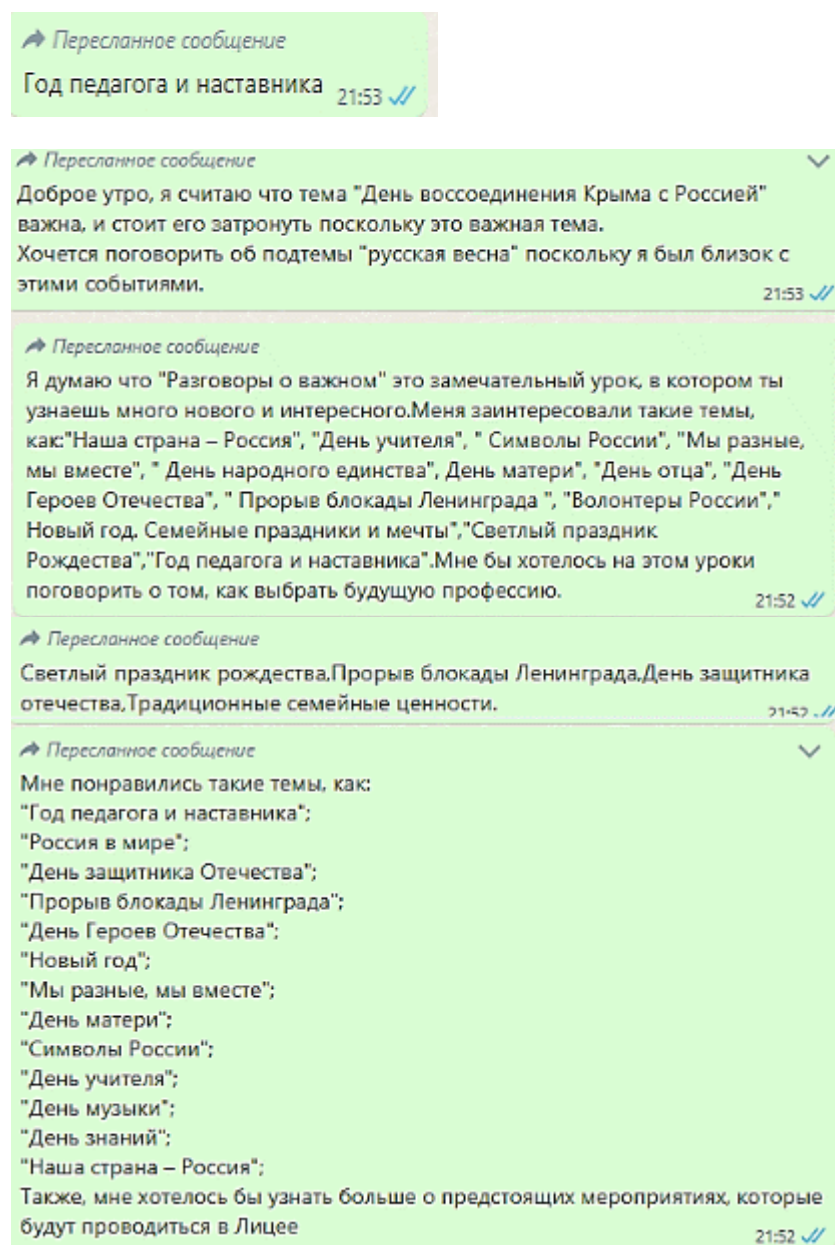 Пересланное сообщение
Год педагога и наставника 21:53
Пересланное сообщение
Доброе утро, я считаю что тема "День воссоединения Крыма с Россией"
важна, и стоит его затронуть поскольку это важная тема.
Хочется поговорить об подтемы "русская весна" поскольку я был близок с
этими событиями.
21:53
Пересланное сообщение
Я думаю что "Разговоры о важном" это замечательный урок, в котором ты
узнаешь много нового и интересного.Меня заинтересовали такие темы,
как:"Наша страна – Россия", "День учителя", " Символы России", "Мы разные,
мы вместе", " День народного единства", День матери", "День отца", "День
Героев Отечества", " Прорыв блокады Ленинграда ", "Волонтеры России","
Новый год. Семейные праздники и мечты","Светлый праздник
Рождества","Год педагога и наставника".Мне бы хотелось на этом уроки
поговорить о том, как выбрать будущую профессию.
21:52
Пересланное сообщение
Светлый праздник рождества,Прорыв блокады Ленинграда,День защитника
отечества,Традиционные семейные ценности.
21:52
Пересланное сообщение
Мне понравились такие темы, как:
"Год педагога и наставника";
"Россия в мире";
"День защитника Отечества";
"Прорыв блокады Ленинграда";
"День Героев Отечества";
"Новый год";
"Мы разные, мы вместе";
"День матери";
"Символы России";
"День учителя";
"День музыки";
"День знаний";
"Наша страна – Россия";
Также, мне хотелось бы узнать больше о предстоящих мероприятиях, которые
будут проводиться в Лицее
21:52